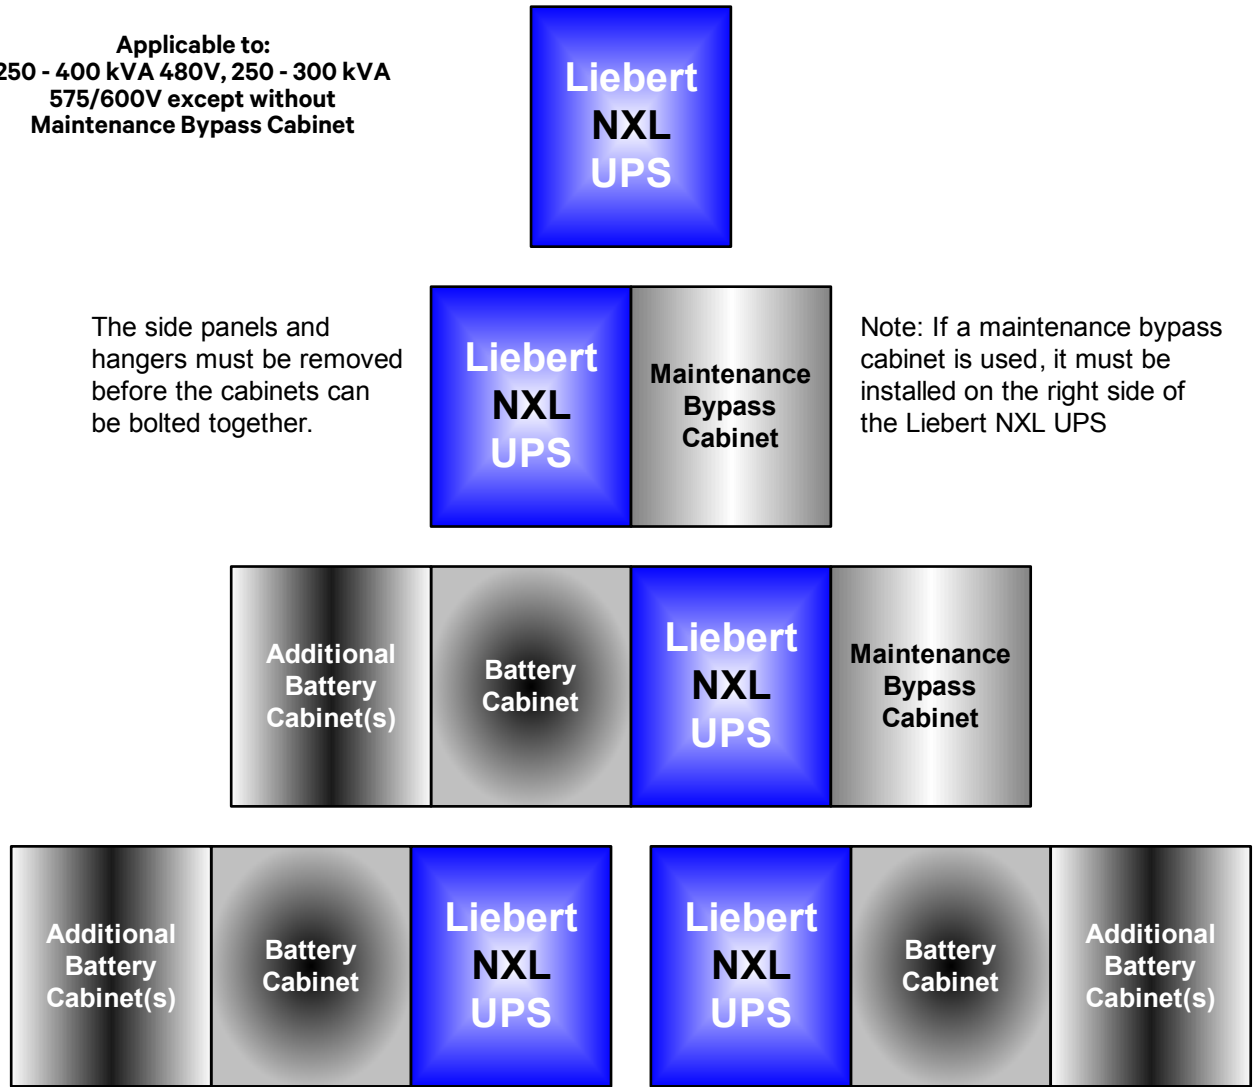 Applicable to:
250 - 400 kVA 480V, 250 - 300 kVA
575/600V except without
Maintenance Bypass Cabinet
Liebert
NXL
UPS
The side panels and
hangers must be removed
before the cabinets can
be bolted together.
Liebert
NXL
UPS
Maintenance
Bypass
Cabinet
Note: If a maintenance bypass
cabinet is used, it must be
installed on the right side of
the Liebert NXL UPS
Additional
Battery
Cabinet(s)
Battery
Cabinet
Liebert
NXL
UPS
Maintenance
Bypass
Cabinet
Additional
Battery
Cabinet(s)
Battery
Cabinet
Liebert
NXL
UPS
Liebert
NXL
UPS
Battery
Cabinet
Additional
Battery
Cabinet(s)